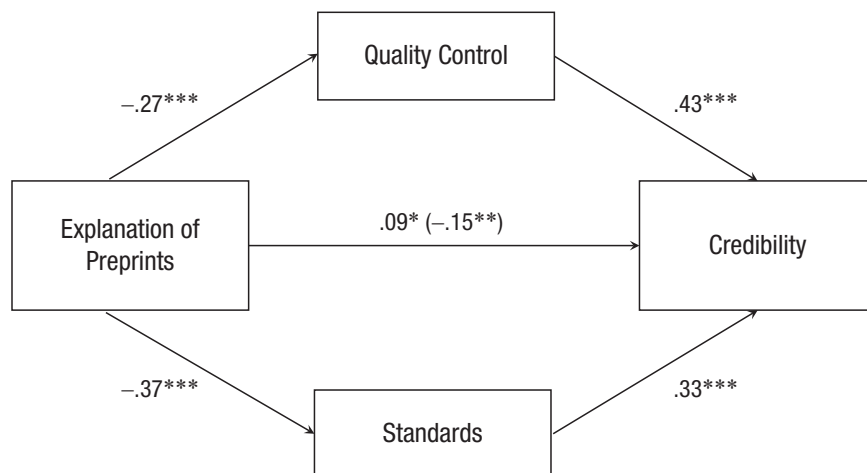 Quality Control
–.27***
.43***
Explanation of
Preprints
.09* (–.15**)
Credibility
–.37***
.33***
Standards